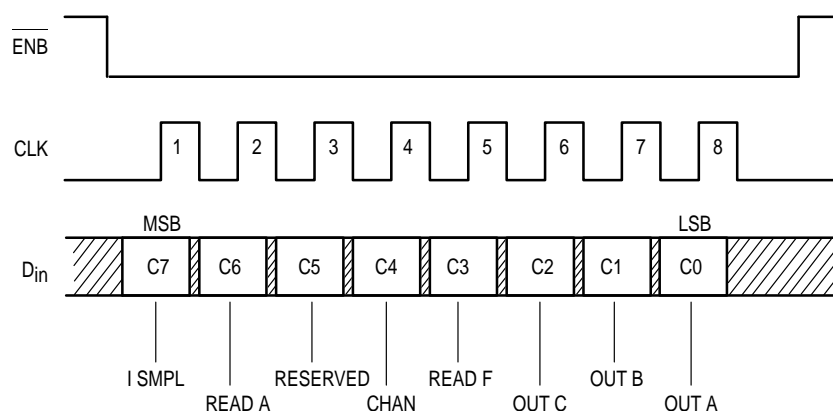 ENB
CLK
1 2 3 4 5 6 7 8
MSB LSB
Din
C7 C6 C5 C4 C3 C2 C1 C0
I SMPL RESERVED READ F OUT B
READ A CHAN OUT C OUT A